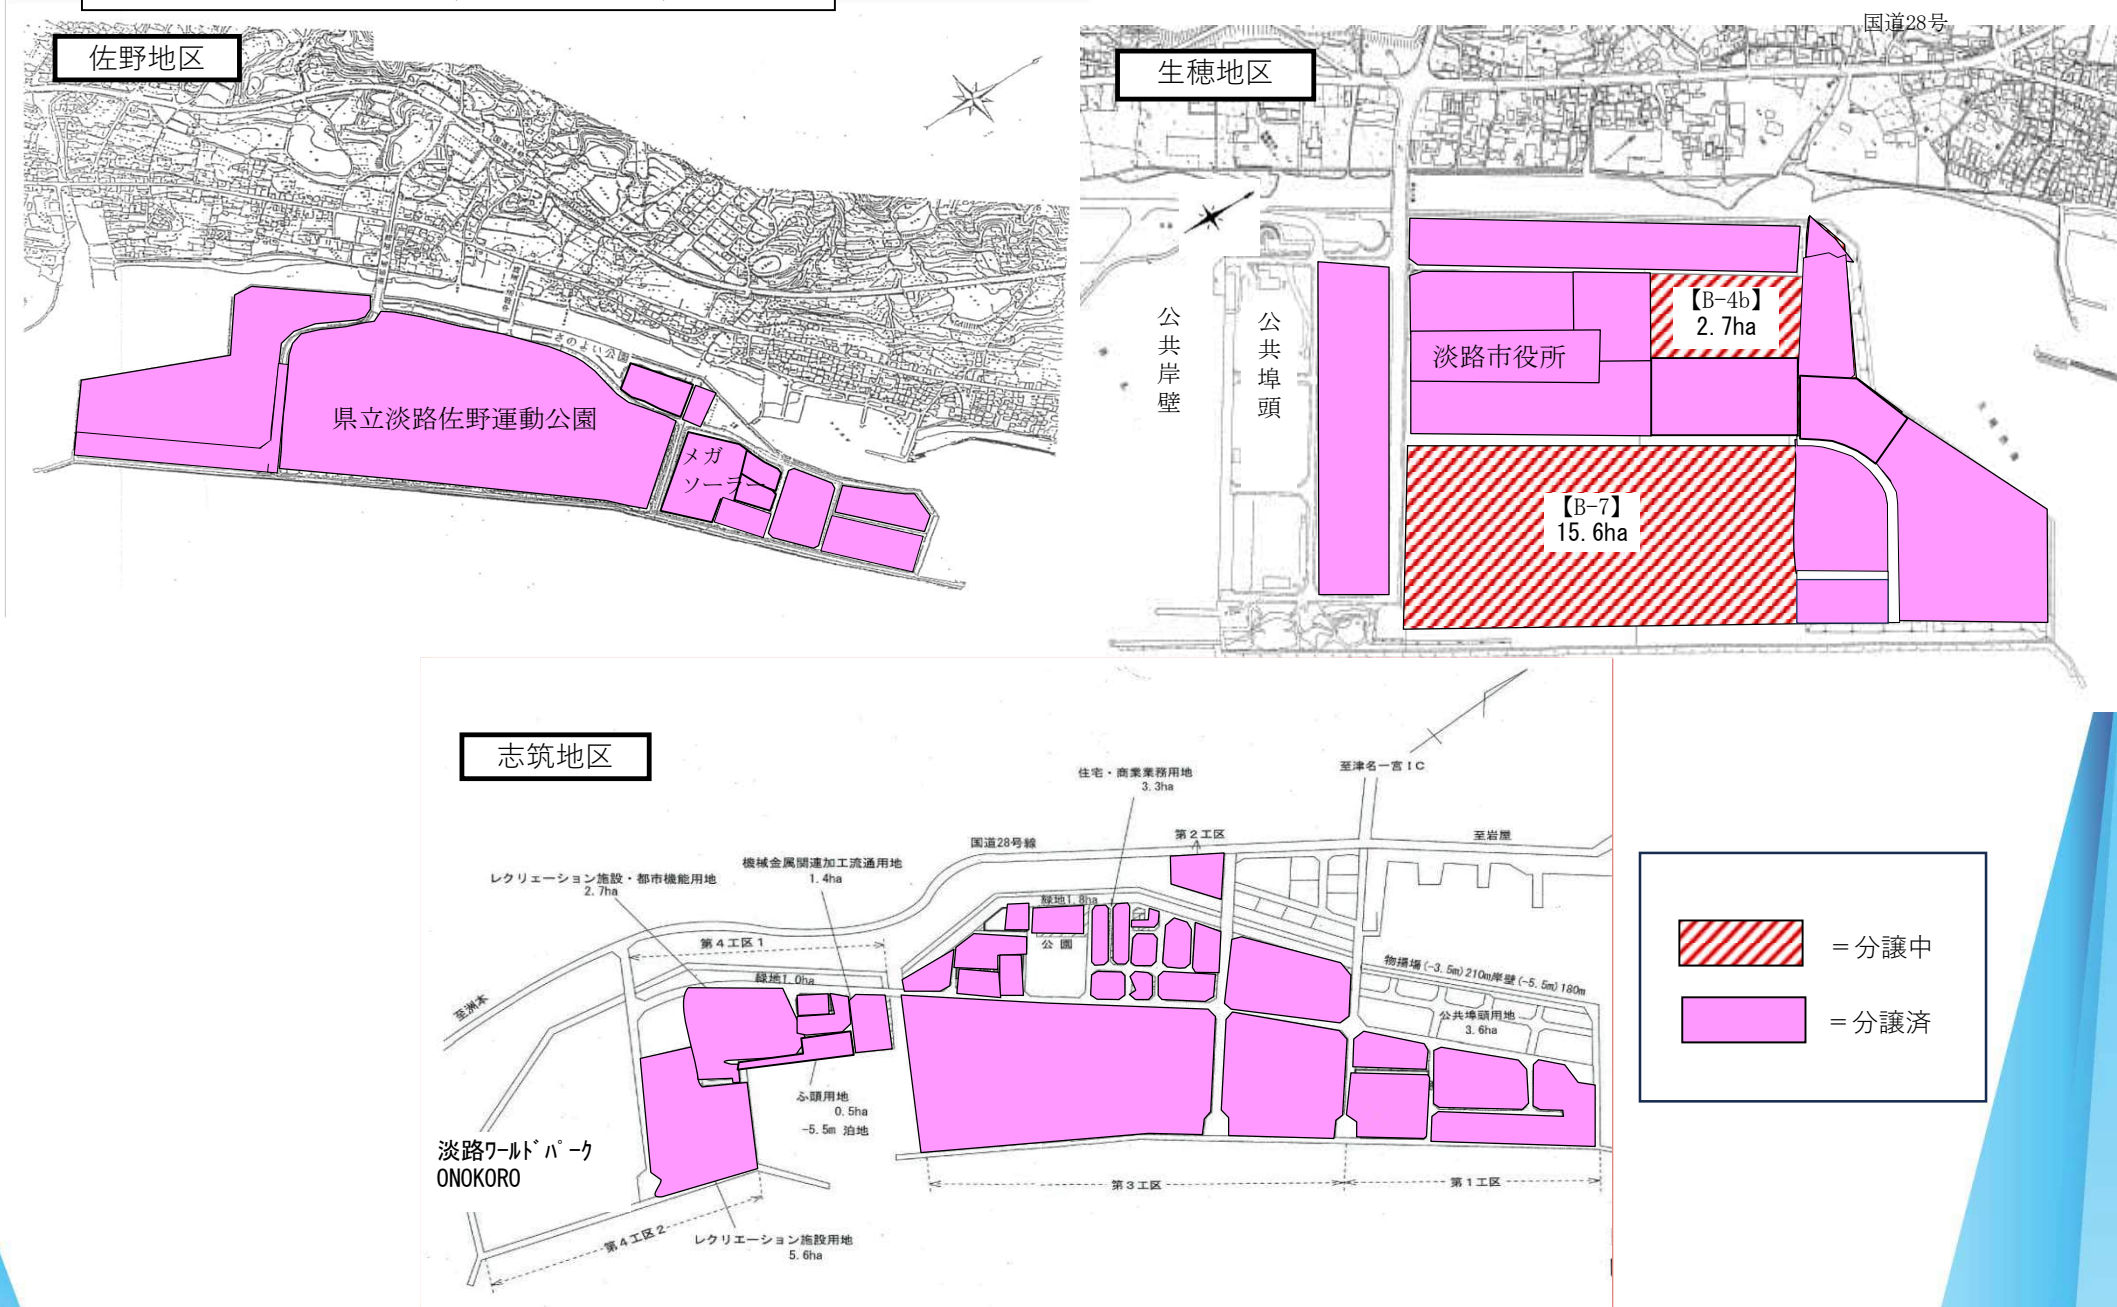 佐野地区
さのよい公園
県立淡路佐野運動公園
メガ
ソーラー
国道28号
生穂地区
公共岸壁
公共埠頭
【B-4b】
2.7ha
淡路市役所
【B-7】
15.6ha
志筑地区
住宅・商業業務用地
3.3ha
至津名一宮IC
第2工区
至岩屋
国道28号線
機械金属関連加工流通用地
1.4ha
レクリエーション施設・都市機能用地
2.7ha
緑地1.8ha
公園
第4工区1
緑地1.0ha
至洲本
物揚場(-3.5m)210m岸壁(-5.5m)180m
公共埠頭用地
3.6ha
ふ頭用地
0.5ha
-5.5m 泊地
淡路ワールドパーク
ONOKORO
第3工区
第1工区
第4工区2
レクリエーション施設用地
5.6ha
=分譲中
=分譲済